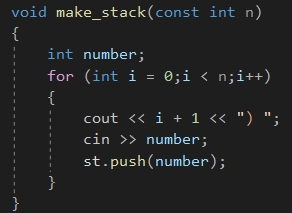 void make_stack(const int n)
{
int number;
for (int i = 0;i < n;i++)
{
cout << i + 1 << ") ";
cin >> number;
st.push(number);
}
}